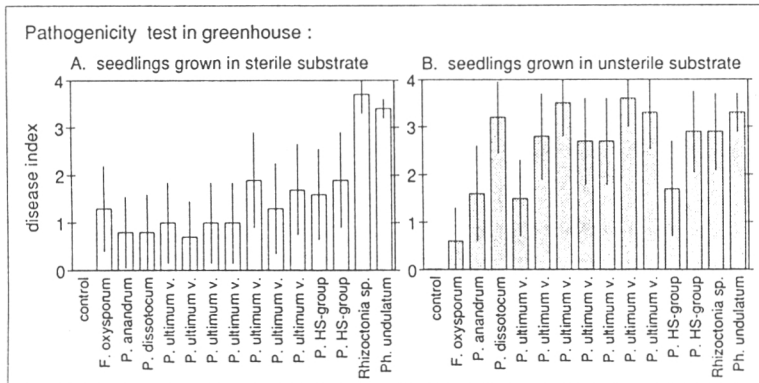 Pathogenicity test in greenhouse :
A. seedlings grown in sterile substrate
B. seedlings grown in unsterile substrate
disease index
4
3
2
1
0
control
F. oxysporum
P. anandrum
P. dissotocum
P. ultimum v.
P. ultimum v.
P. ultimum v.
P. ultimum v.
P. ultimum v.
P. ultimum v.
P. ultimum v.
P. HS-group
P. HS-group
Rhizoctonia sp.
Ph. undulatum
4
3
2
1
0
control
F. oxysporum
P. anandrum
P. dissotocum
P. ultimum v.
P. ultimum v.
P. ultimum v.
P. ultimum v.
P. ultimum v.
P. ultimum v.
P. ultimum v.
P. HS-group
P. HS-group
Rhizoctonia sp.
Ph. undulatum